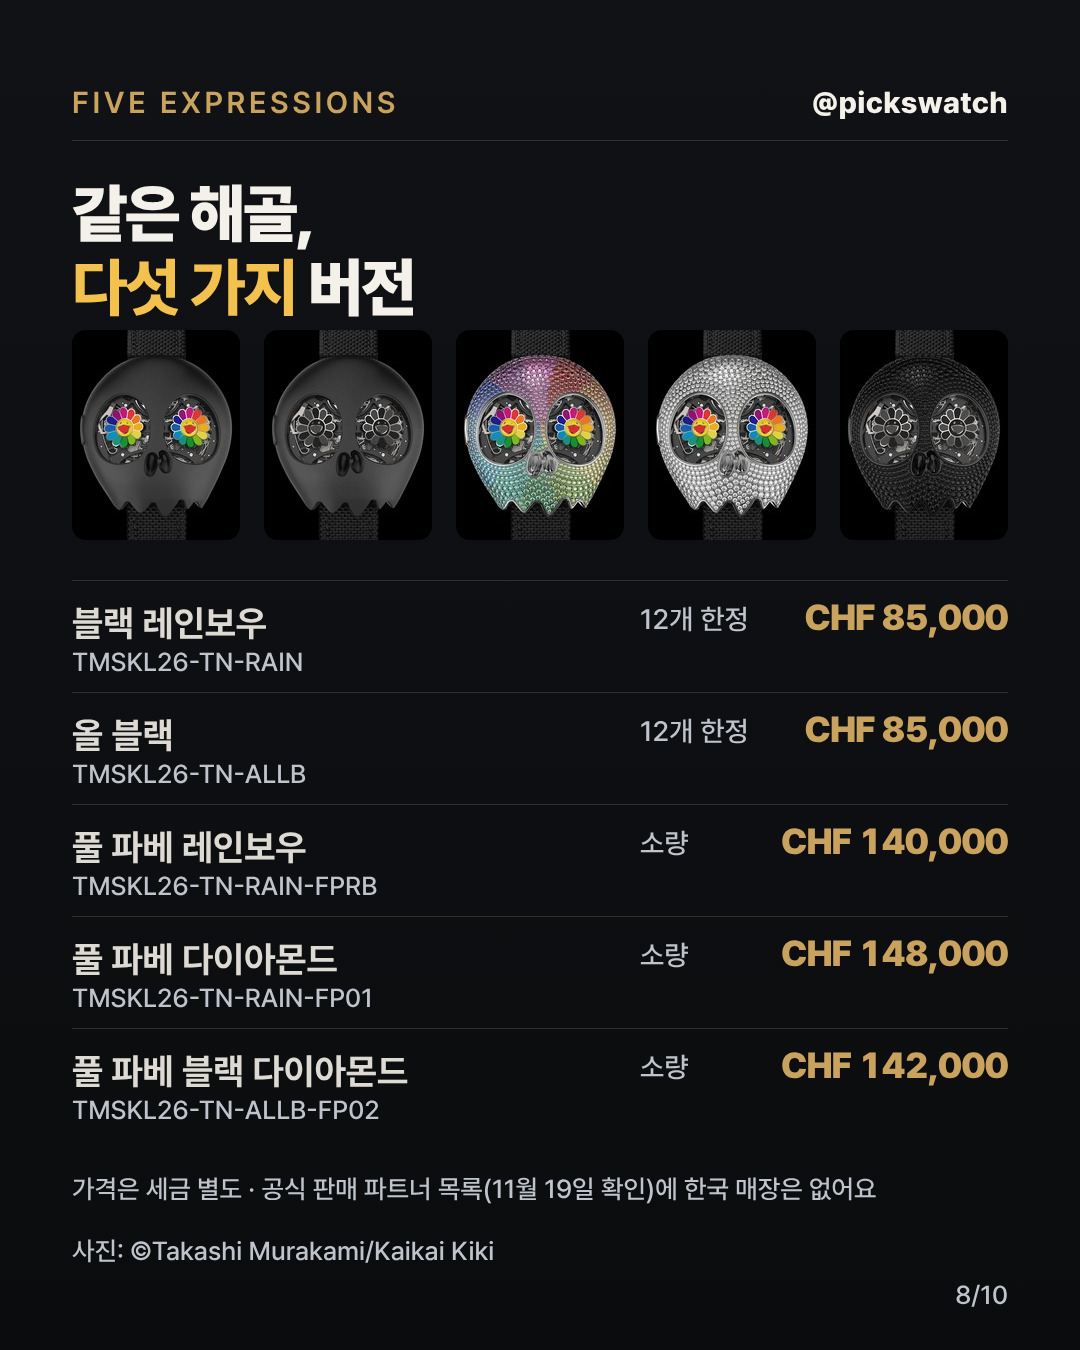 FIVE EXPRESSIONS
@pickswatch
같은 해골,
다섯 가지 버전
블랙 레인보우
12개 한정
CHF 85,000
TMSKL26-TN-RAIN
올 블랙
12개 한정
CHF 85,000
TMSKL26-TN-ALLB
풀 파베 레인보우
소량
CHF 140,000
TMSKL26-TN-RAIN-FPRB
풀 파베 다이아몬드
소량
CHF 148,000
TMSKL26-TN-RAIN-FP01
풀 파베 블랙 다이아몬드
소량
CHF 142,000
TMSKL26-TN-ALLB-FP02
가격은 세금 별도 · 공식 판매 파트너 목록(11월 19일 확인)에 한국 매장은 없어요
사진: ©Takashi Murakami/Kaikai Kiki
8/10